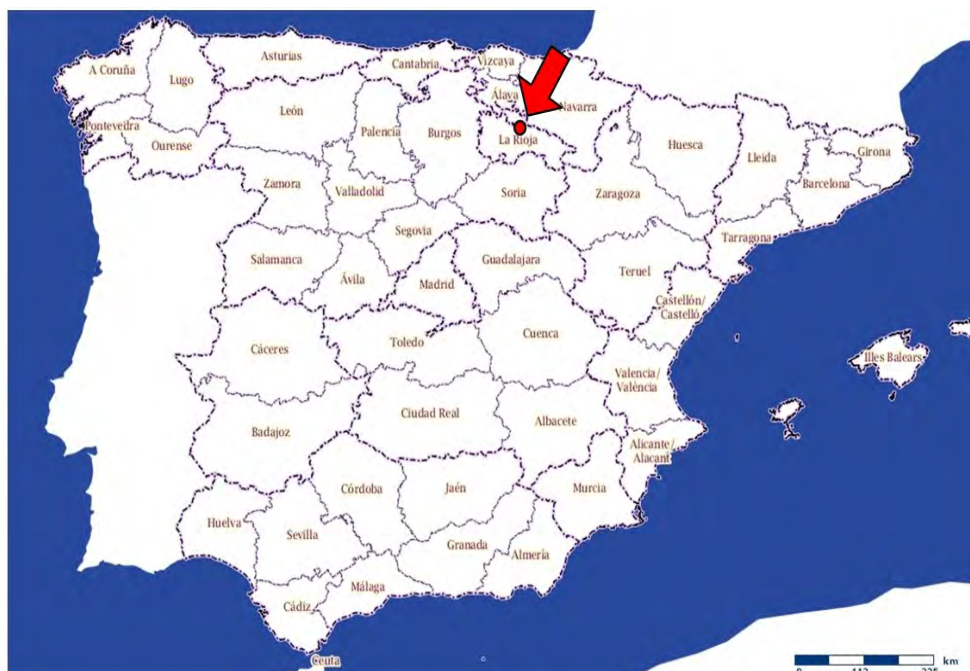 A Coruña
Lugo
Asturias
Cantabria
Vizcaya
Álava
Navarra
Pontevedra
Ourense
León
Palencia
Burgos
La Rioja
Huesca
Lleida
Girona
Barcelona
Zamora
Valladolid
Soria
Zaragoza
Tarragona
Segovia
Salamanca
Ávila
Madrid
Guadalajara
Teruel
Castellón/
Castelló
Cáceres
Toledo
Cuenca
Valencia/
València
Illes Balears
Badajoz
Ciudad Real
Albacete
Alicante/
Alacant
Córdoba
Jaén
Murcia
Huelva
Sevilla
Granada
Almería
Málaga
Cádiz
Ceuta
km